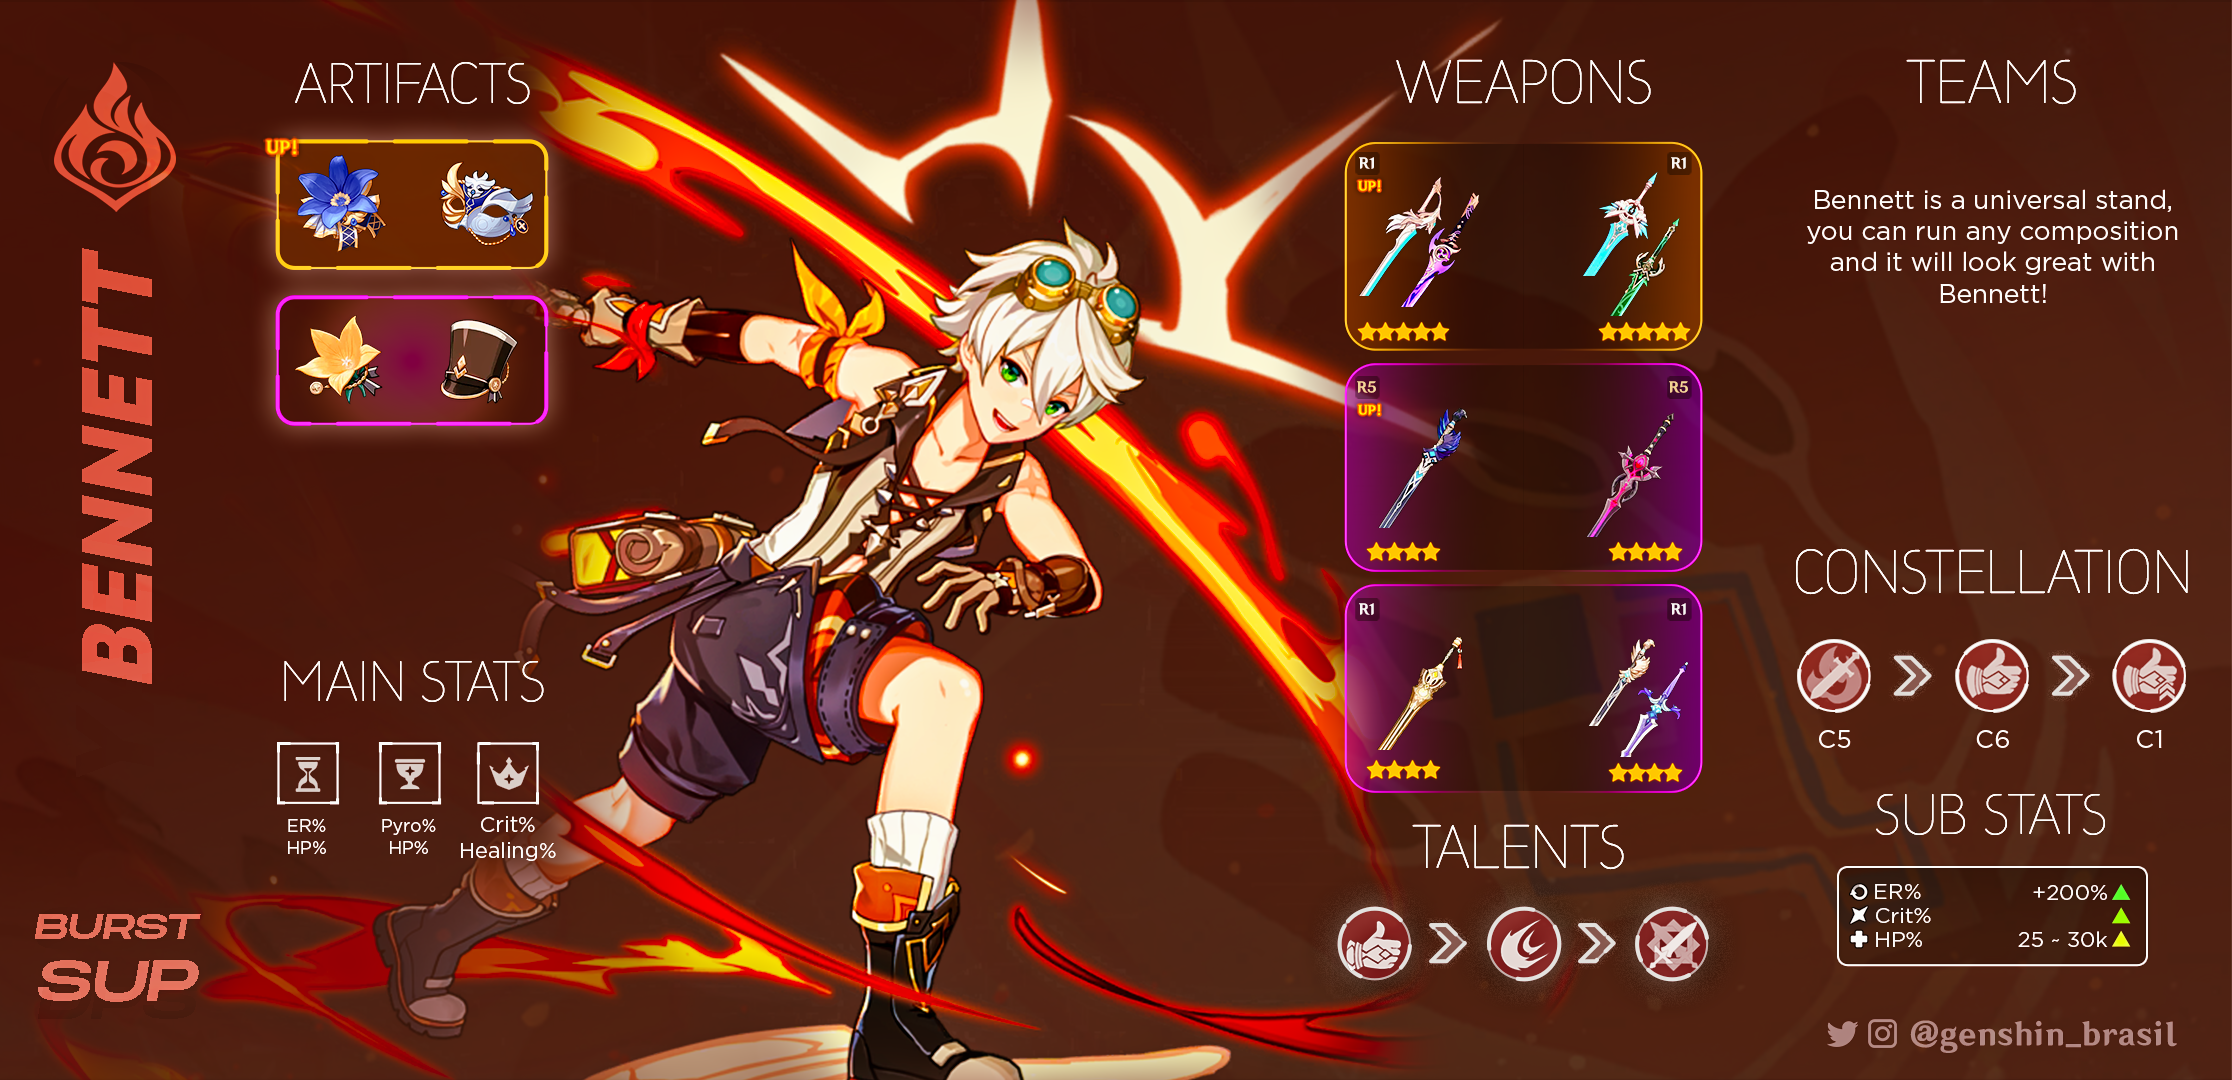 BENNETT
BURST
SUP
ARTIFACTS
UP!
MAIN STATS
ER%
HP%
Pyro%
HP%
Crit%
Healing%
WEAPONS
R1
UP!
R1
R5
UP!
R5
R1
R1
TALENTS
TEAMS
Bennett is a universal stand,
you can run any composition
and it will look great with
Bennett!
CONSTELLATION
C5
C6
C1
SUB STATS
ER% +200%
Crit%
HP% 25 ~ 30k
@genshin_brasil